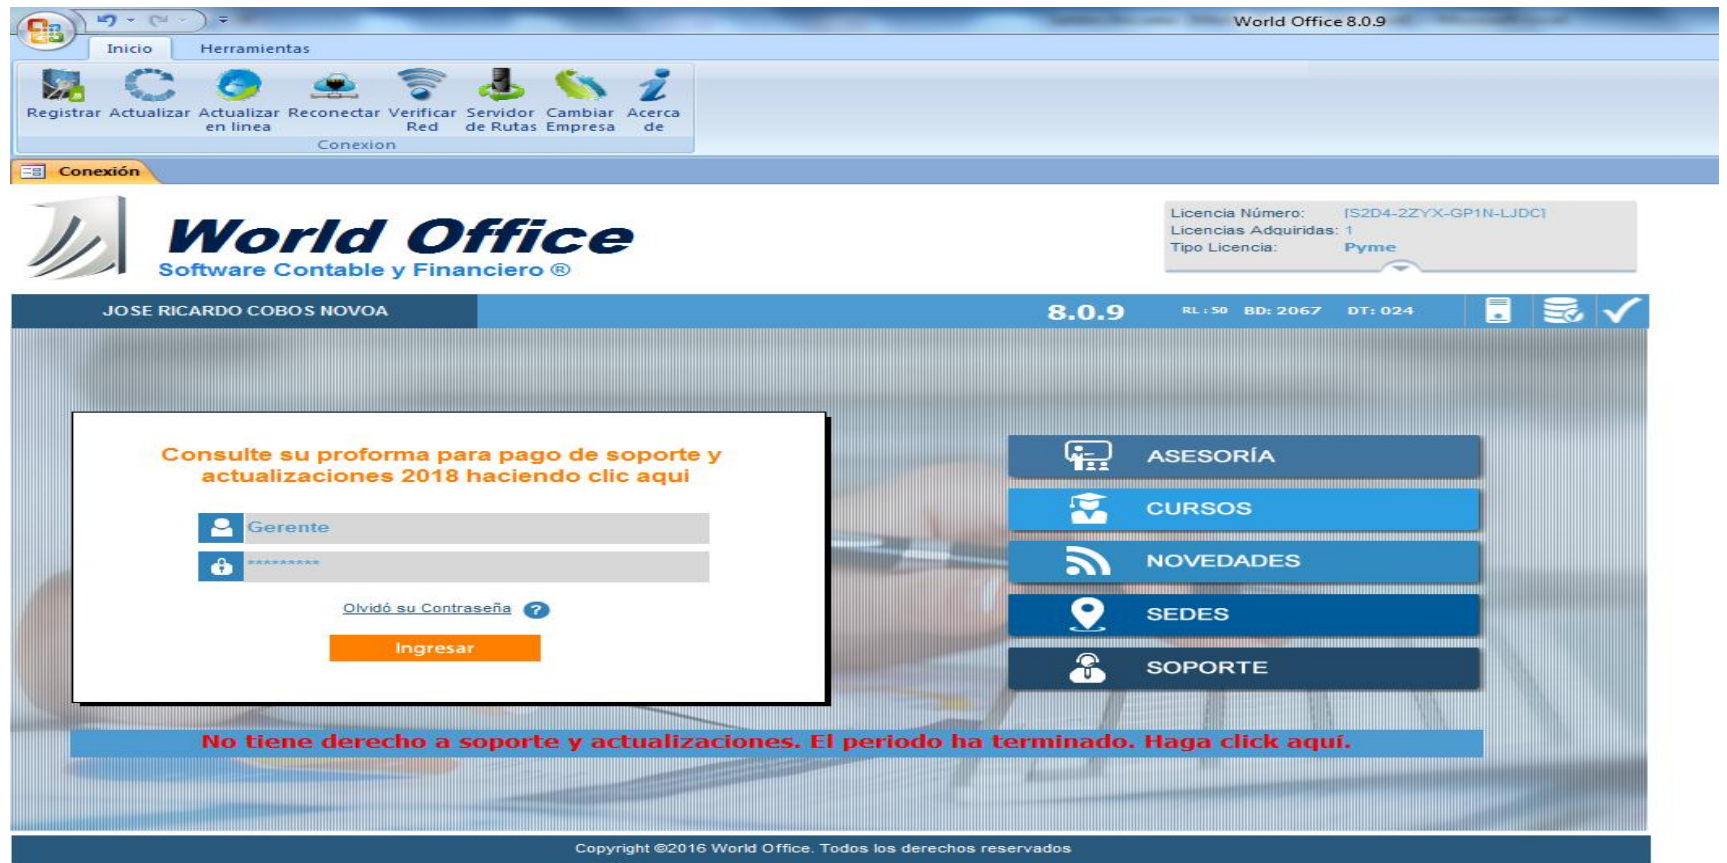 World Office 8.0.9
Inicio Herramientas
Registrar Actualizar Actualizar en linea Reconectar Verificar Red Servidor de Rutas Cambiar Empresa Acerca de
Conexion
Conexión
World Office
Software Contable y Financiero ®
Licencia Número: [S2D4-2ZYX-GP1N-LJDC]
Licencias Adquiridas: 1
Tipo Licencia: Pyme
JOSE RICARDO COBOS NOVOA 8.0.9 RL : 50 BD: 2067 DT: 024
Consulte su proforma para pago de soporte y
actualizaciones 2018 haciendo clic aqui
Gerente
*********
Olvidó su Contraseña ?
Ingresar
ASESORÍA
CURSOS
NOVEDADES
SEDES
SOPORTE
No tiene derecho a soporte y actualizaciones. El periodo ha terminado. Haga click aquí.
Copyright ©2016 World Office. Todos los derechos reservados